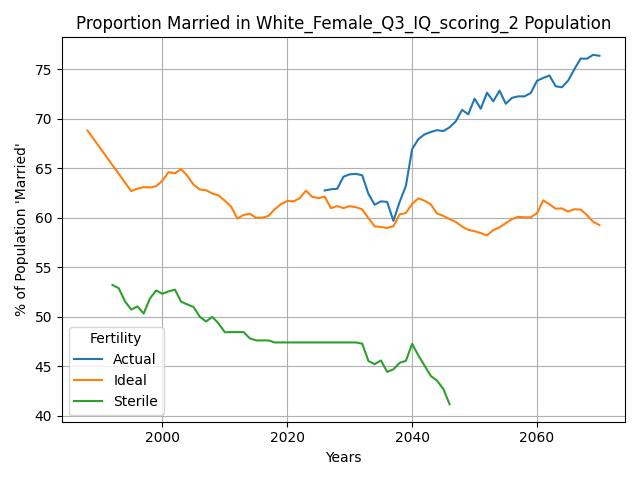 Proportion Married in White_Female_Q3_IQ_scoring_2 Population
% of Population 'Married'
75
70
65
60
55
50
45
40
Fertility
Actual
Ideal
Sterile
2000 2020 2040 2060
Years